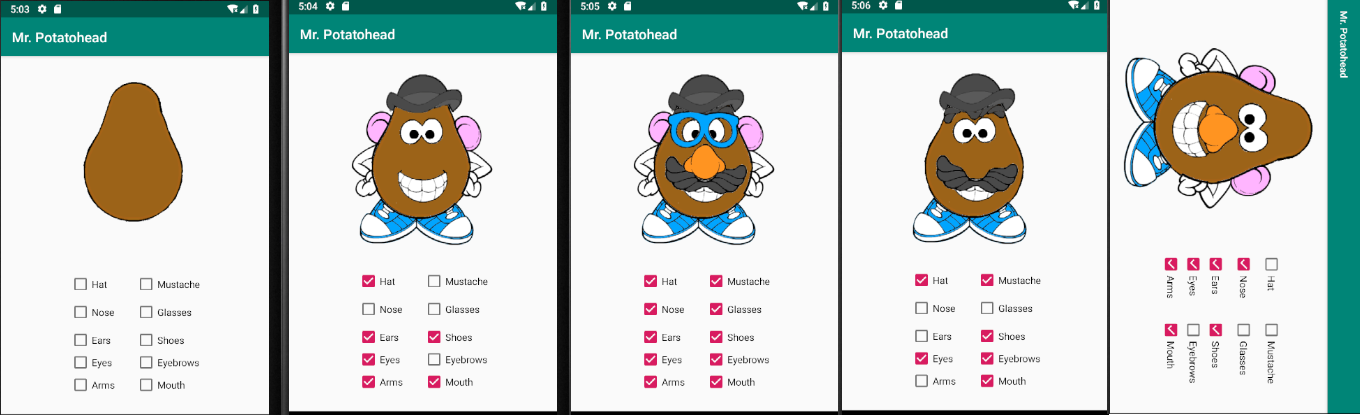 5:03
Mr. Potatohead
Hat Mustache
Nose Glasses
Ears Shoes
Eyes Eyebrows
Arms Mouth
5:04
Mr. Potatohead
Hat Mustache
Nose Glasses
Ears Shoes
Eyes Eyebrows
Arms Mouth
5:05
Mr. Potatohead
Hat Mustache
Nose Glasses
Ears Shoes
Eyes Eyebrows
Arms Mouth
5:06
Mr. Potatohead
Hat Mustache
Nose Glasses
Ears Shoes
Eyes Eyebrows
Arms Mouth
Mr. Potatohead
Hat Mustache
Nose Glasses
Ears Shoes
Eyes Eyebrows
Arms Mouth